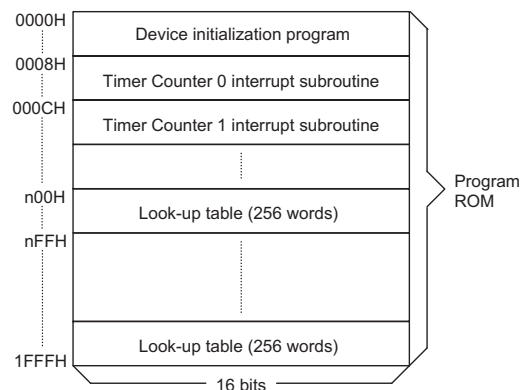 0000H
Device initialization program
0008H
Timer Counter 0 interrupt subroutine
000CH
Timer Counter 1 interrupt subroutine
n00H
Look-up table (256 words)
nFFH
Program
ROM
Look-up table (256 words)
1FFFH
16 bits